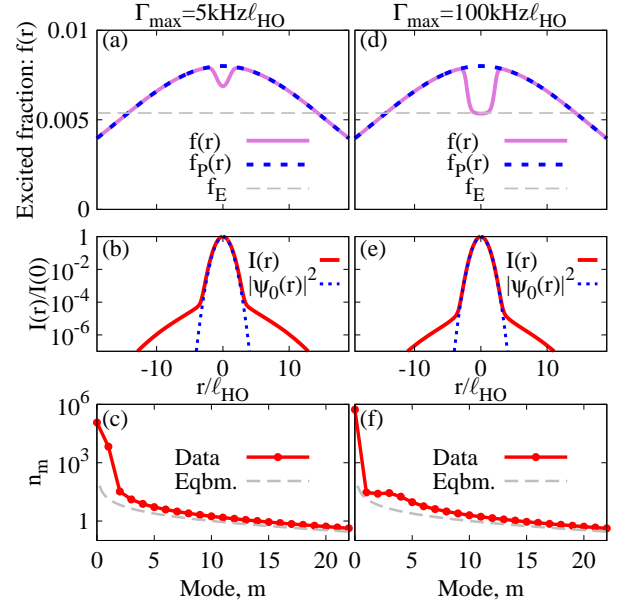 Γmax=5kHzℓHO Γmax=100kHzℓHO
Excited fraction: f(r)
0.01
0.005
0
(a)
f(r)
fP(r)
fE
(d)
f(r)
fP(r)
fE
I(r)/I(0)
1
10-2
10-4
10-6
(b)
I(r)
|ψ0(r)|2
(e)
I(r)
|ψ0(r)|2
-10 0 10 -10 0 10
r/ℓHO r/ℓHO
nm
106
103
1
(c)
Data
Eqbm.
(f)
Data
Eqbm.
0 5 10 15 20 0 5 10 15 20
Mode, m Mode, m